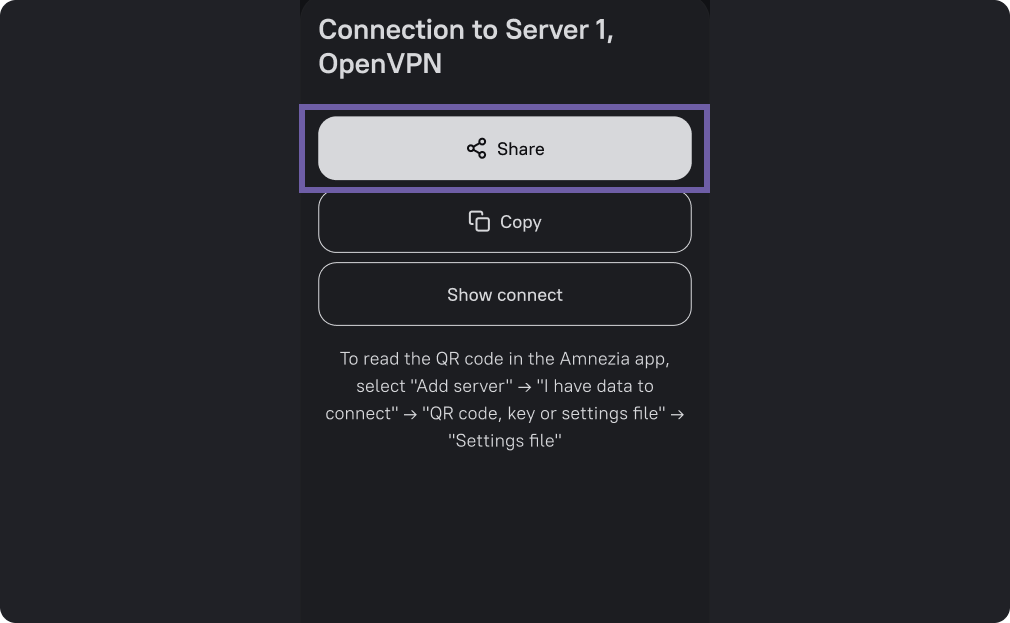 Connection to Server 1,
OpenVPN
Share
Copy
Show connect
To read the QR code in the Amnezia app,
select "Add server" → "I have data to
connect" → "QR code, key or settings file" →
"Settings file"